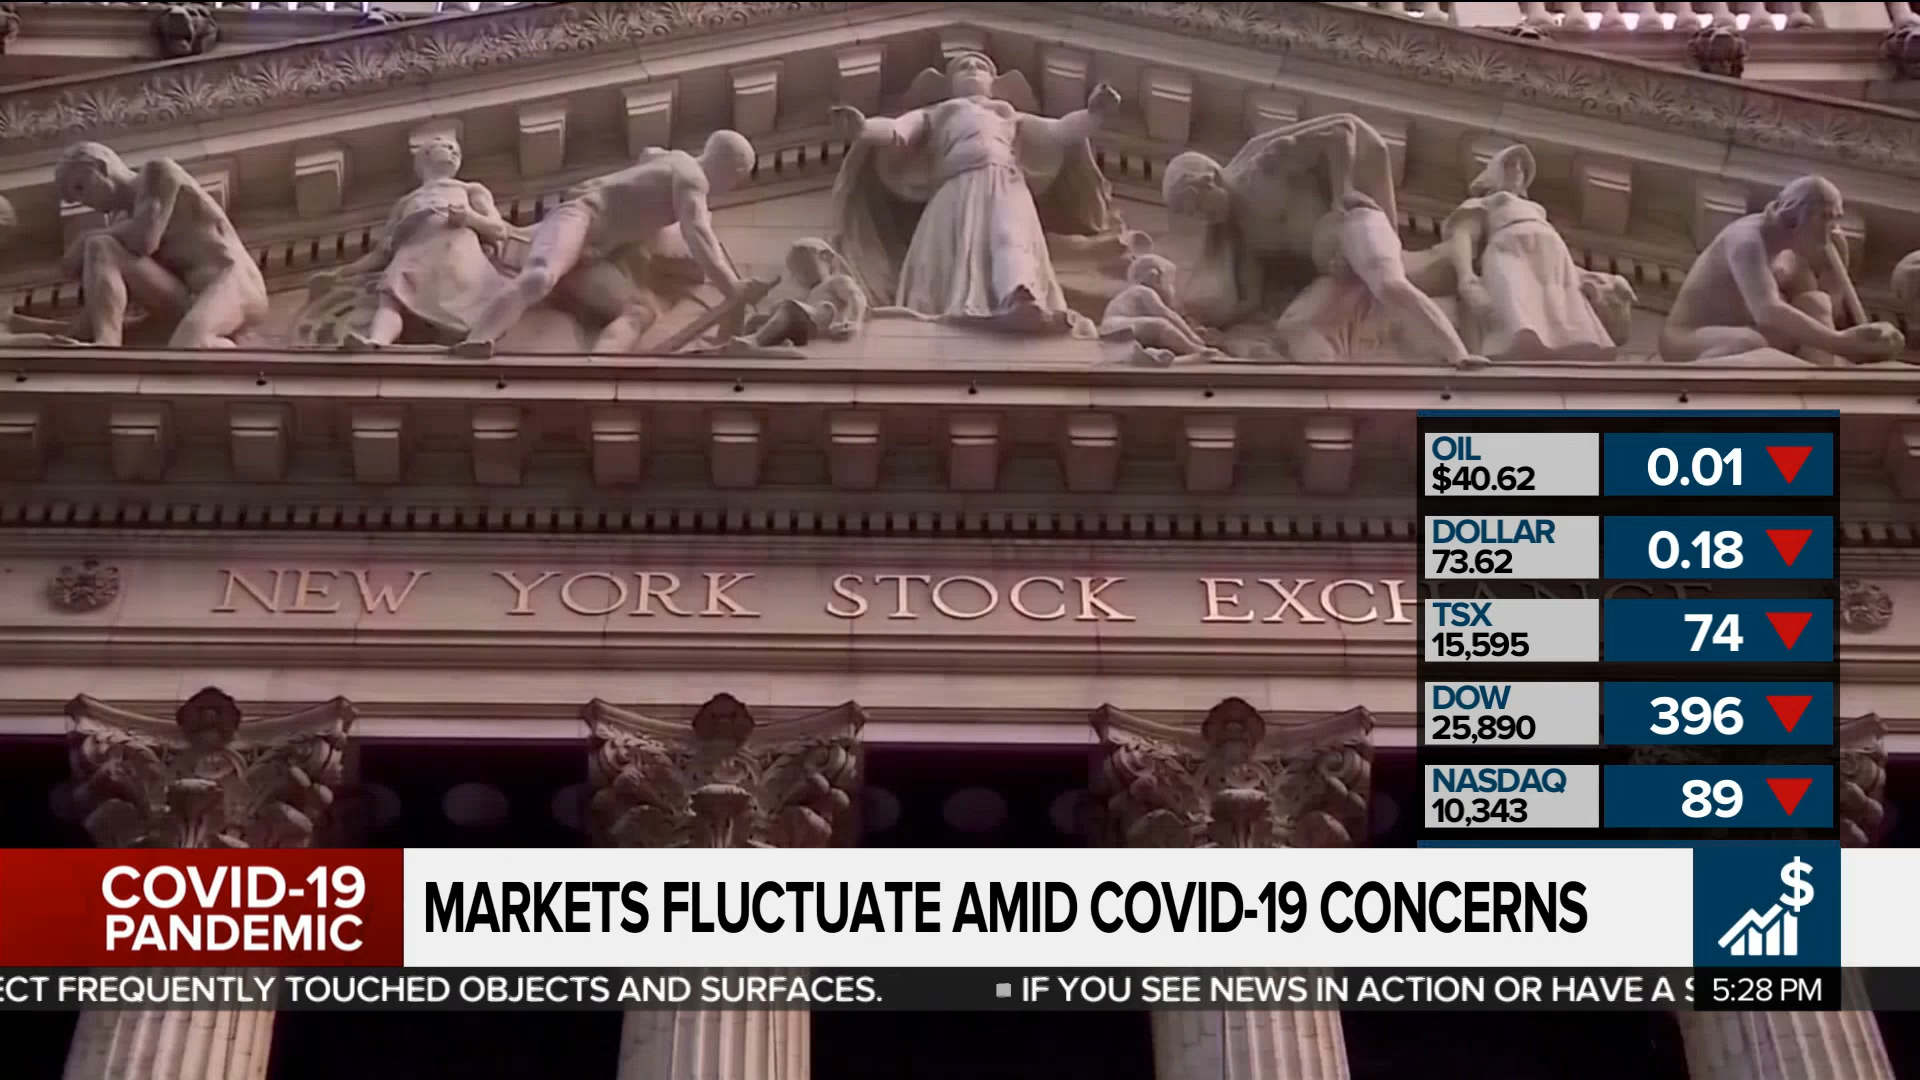 NEW YORK STOCK EXCHANGE
OIL
$40.62
0.01
DOLLAR
73.62
0.18
TSX
15,595
74
DOW
25,890
396
NASDAQ
10,343
89
COVID-19
PANDEMIC
MARKETS FLUCTUATE AMID COVID-19 CONCERNS
$
ECT FREQUENTLY TOUCHED OBJECTS AND SURFACES. IF YOU SEE NEWS IN ACTION OR HAVE A S
5:28 PM